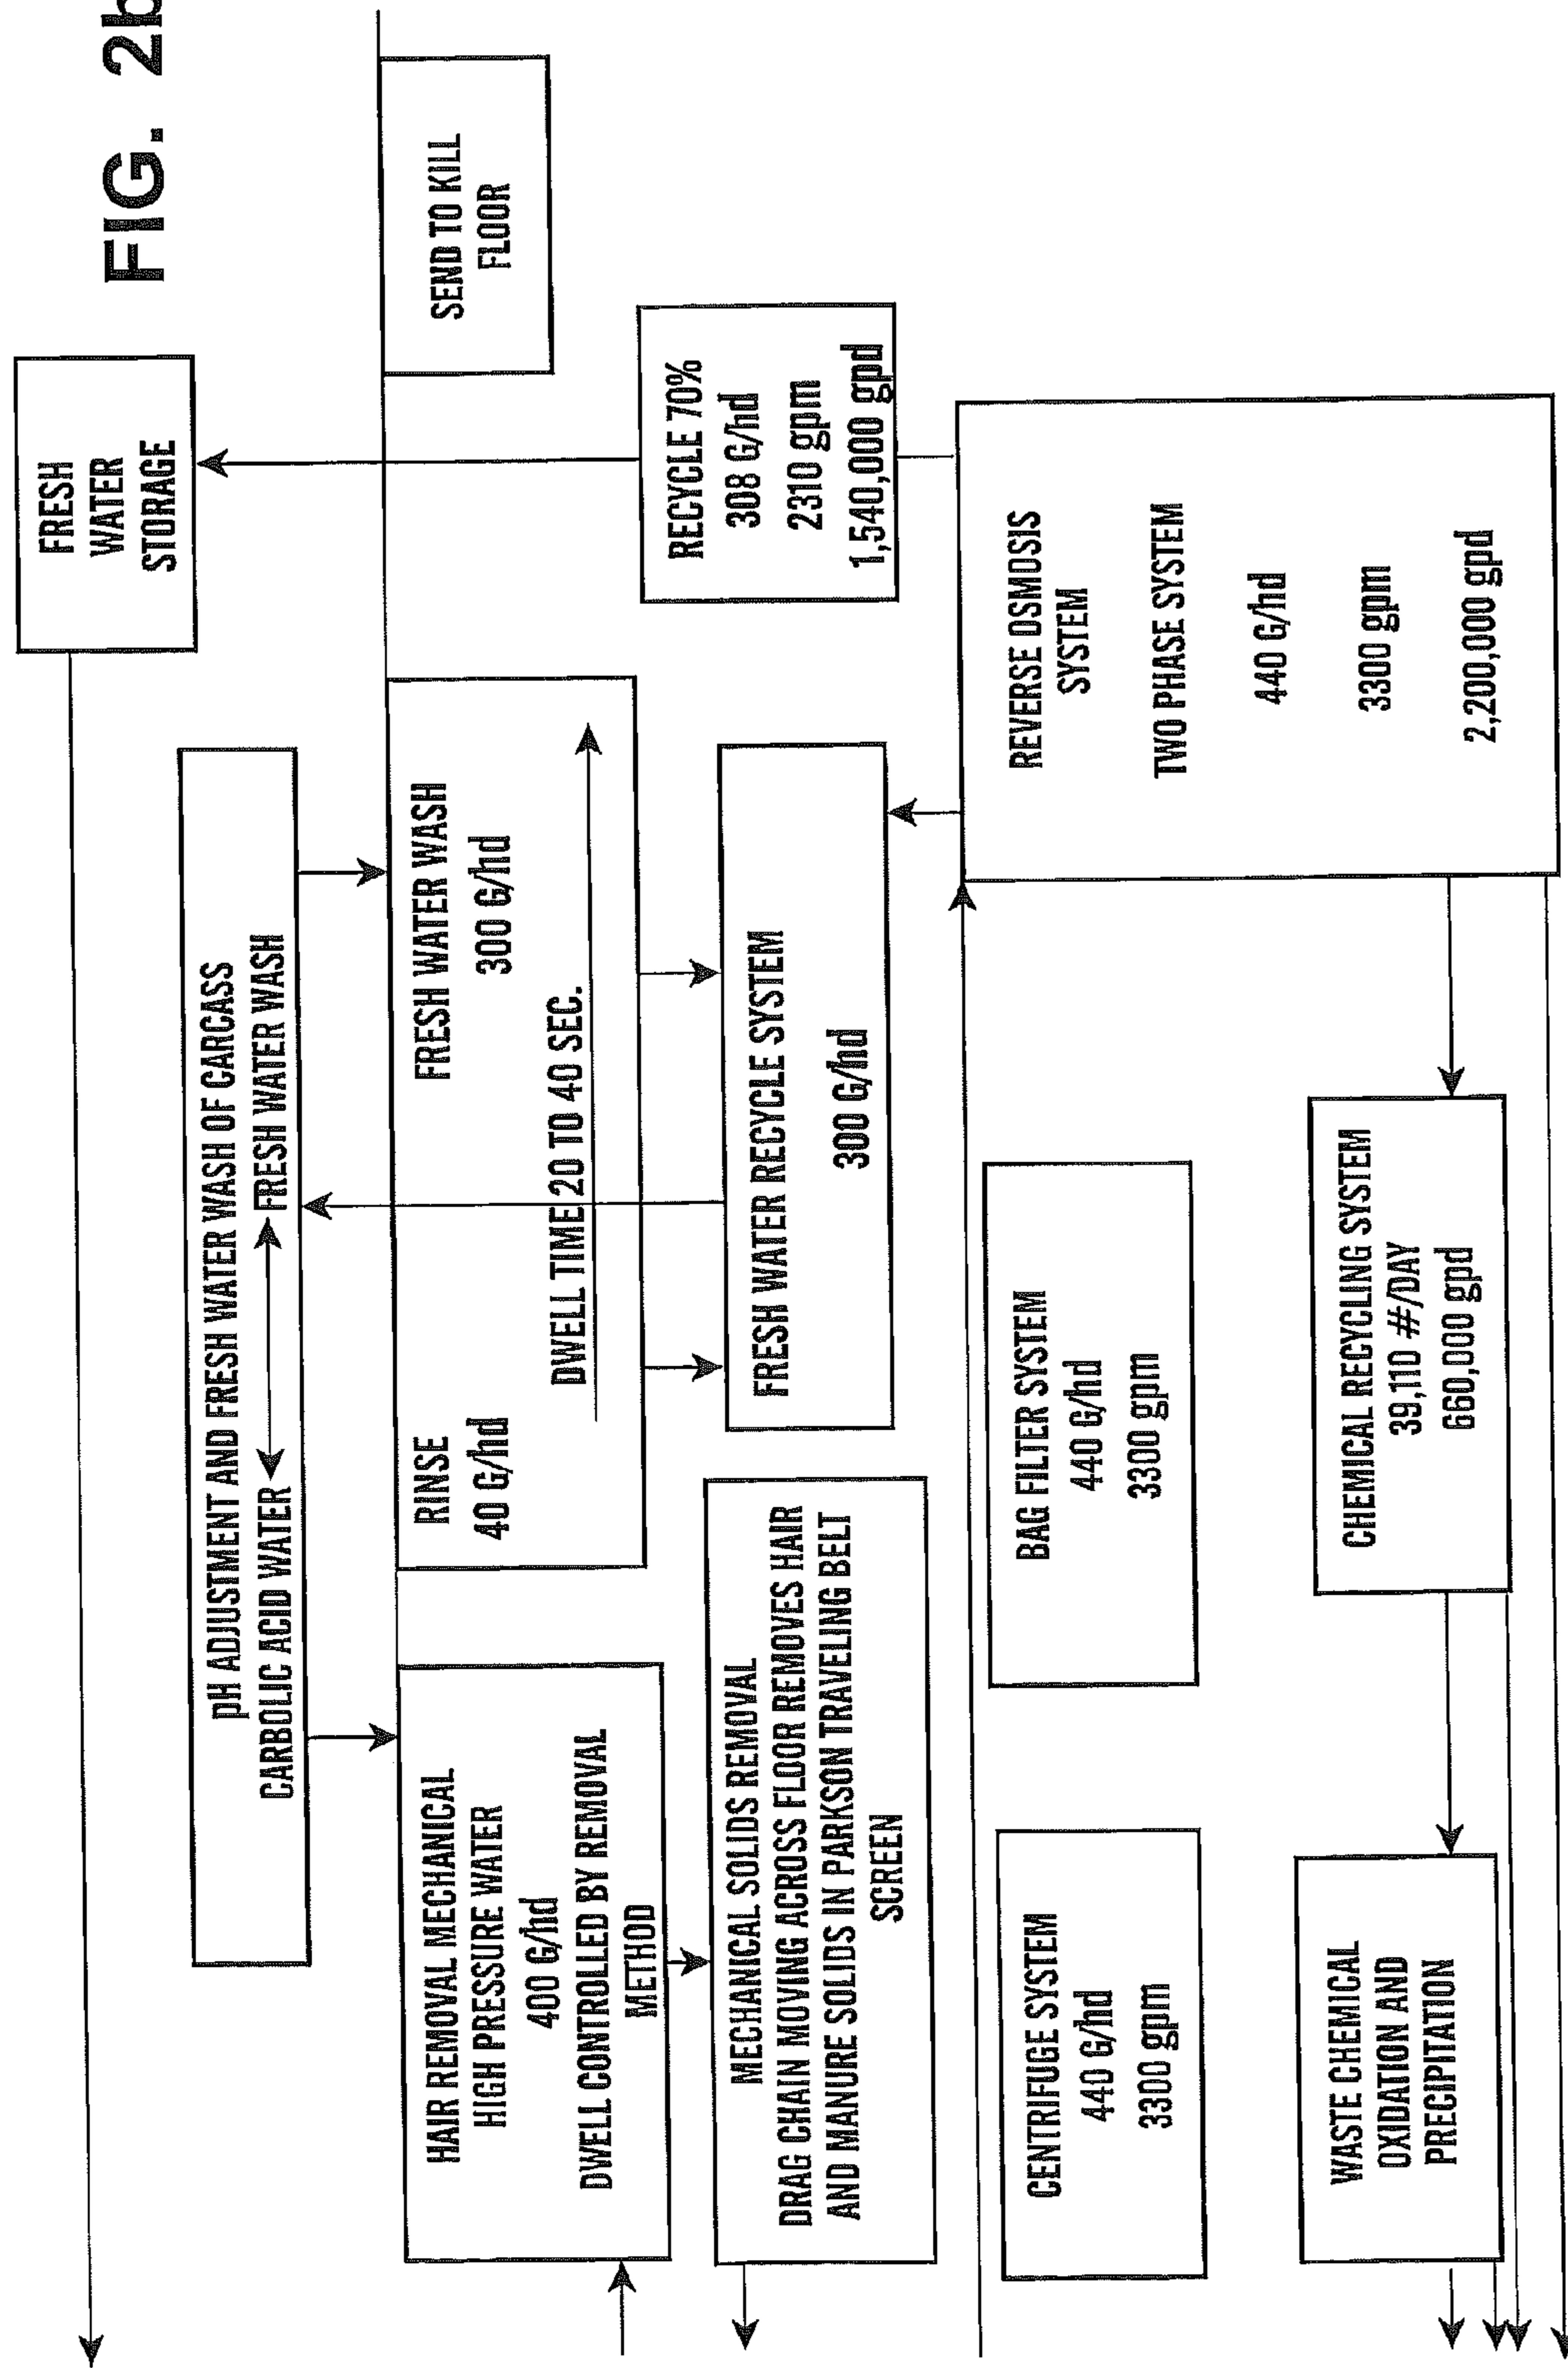 FIG. 2b
FRESH
WATER
STORAGE
pH ADJUSTMENT AND FRESH WATER WASH OF CARCASS
CARBOLIC ACID WATER
FRESH WATER WASH
HAIR REMOVAL MECHANICAL
HIGH PRESSURE WATER
400 G/hd
DWELL CONTROLLED BY REMOVAL
METHOD
RINSE
40 G/hd
FRESH WATER WASH
300 G/hd
DWELL TIME 20 TO 40 SEC.
SEND TO KILL
FLOOR
MECHANICAL SOLIDS REMOVAL
DRAG CHAIN MOVING ACROSS FLOOR REMOVES HAIR
AND MANURE SOLIDS IN PARKSON TRAVELING BELT
SCREEN
FRESH WATER RECYCLE SYSTEM
300 G/hd
RECYCLE 70%
308 G/hd
2310 gpm
1,540,000 gpd
CENTRIFUGE SYSTEM
440 G/hd
3300 gpm
BAG FILTER SYSTEM
440 G/hd
3300 gpm
REVERSE OSMOSIS
SYSTEM
TWO PHASE SYSTEM
440 G/hd
3300 gpm
2,200,000 gpd
WASTE CHEMICAL
OXIDATION AND
PRECIPITATION
CHEMICAL RECYCLING SYSTEM
39,110 #/DAY
660,000 gpd